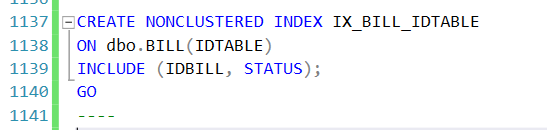 1137 CREATE NONCLUSTERED INDEX IX_BILL_IDTABLE
1138 ON dbo.BILL(IDTABLE)
1139 INCLUDE (IDBILL, STATUS);
1140 GO
1141 ----